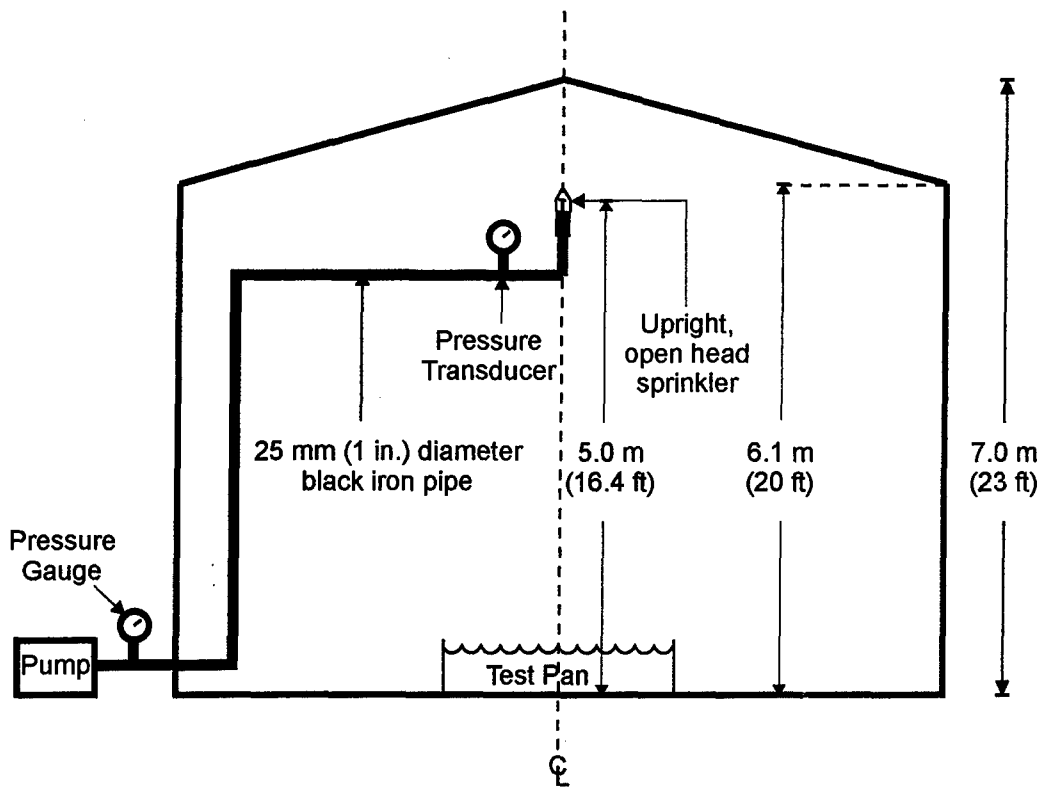 Pressure
Transducer
Upright,
open head
sprinkler
25 mm (1 in.) diameter
black iron pipe
5.0 m
(16.4 ft)
6.1 m
(20 ft)
7.0 m
(23 ft)
Pressure
Gauge
Pump
Test Pan
℄